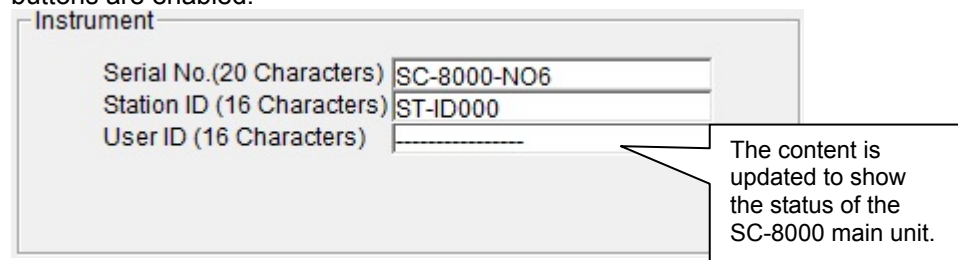 buttons are enabled.
Instrument
Serial No.(20 Characters) SC-8000-NO6
Station ID (16 Characters) ST-ID000
User ID (16 Characters) ----------------
The content is
updated to show
the status of the
SC-8000 main unit.